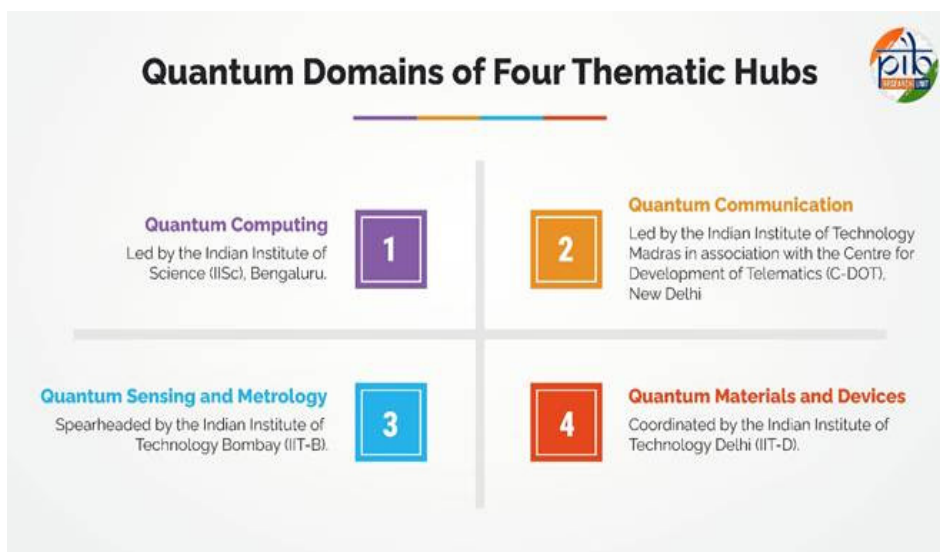 Quantum Domains of Four Thematic Hubs
pib
RESEARCH UNIT
Quantum Computing
Led by the Indian Institute of
Science (IISc), Bengaluru.
1
2
Quantum Communication
Led by the Indian Institute of Technology
Madras in association with the Centre for
Development of Telematics (C-DOT),
New Delhi
Quantum Sensing and Metrology
Spearheaded by the Indian Institute of
Technology Bombay (IIT-B).
3
4
Quantum Materials and Devices
Coordinated by the Indian Institute of
Technology Delhi (IIT-D).